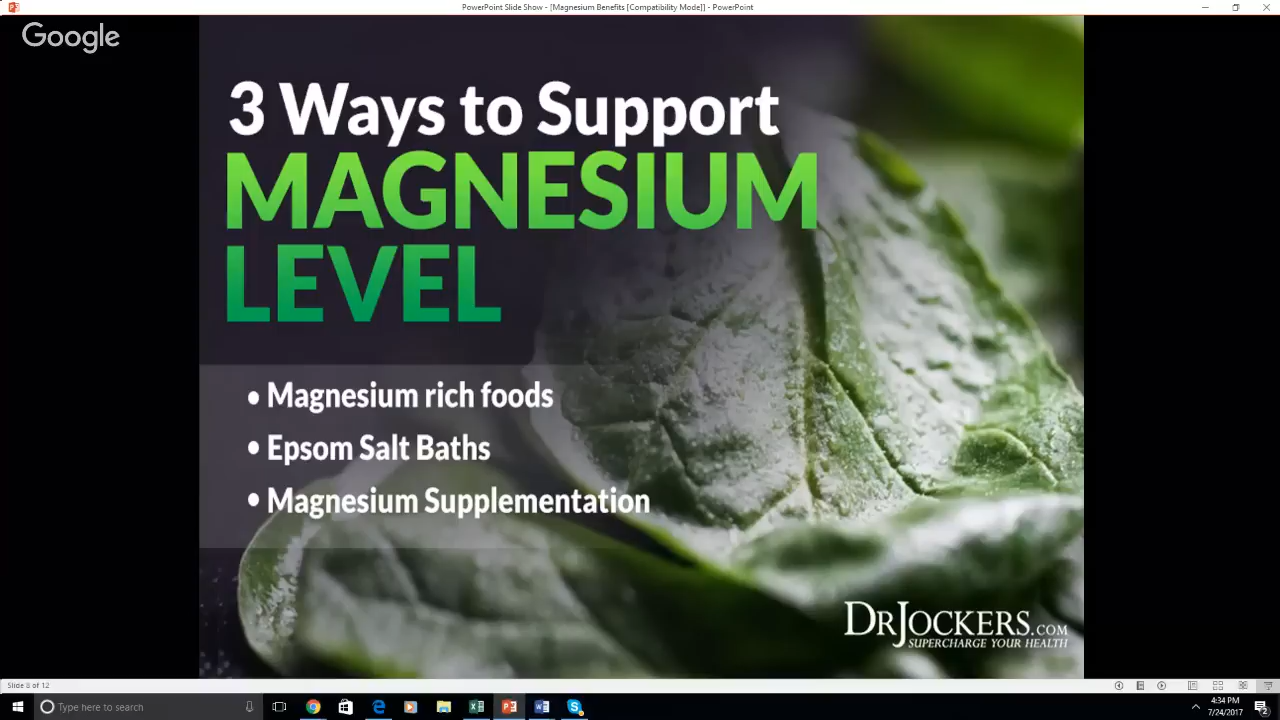 PowerPoint Slide Show - [Magnesium Benefits [Compatibility Mode]] - PowerPoint
Google
3 Ways to Support
MAGNESIUM
LEVEL
• Magnesium rich foods
• Epsom Salt Baths
• Magnesium Supplementation
DRJOCKERS.COM
SUPERCHARGE YOUR HEALTH
Slide 8 of 12
Type here to search
4:34 PM
7/24/2017
2